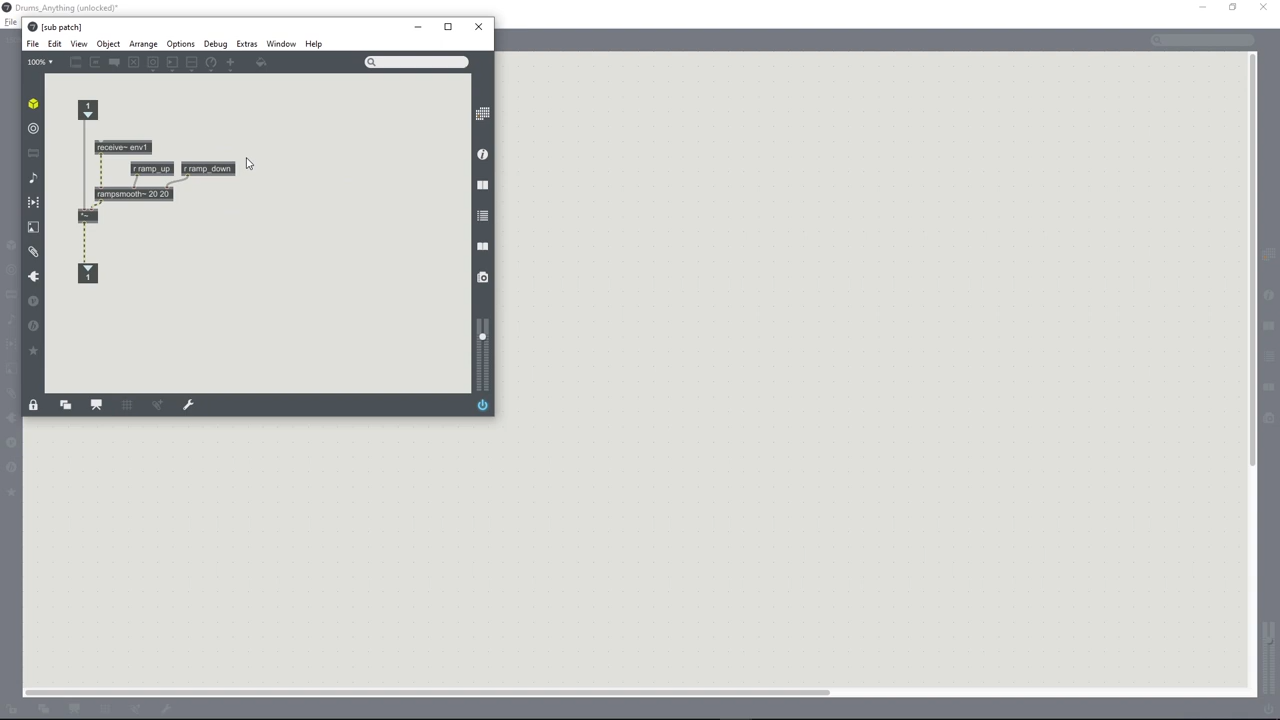 Drums_Anything (unlocked)*
File
[sub patch]
File Edit View Object Arrange Options Debug Extras Window Help
100%
1
receive~ env1
r ramp_up r ramp_down
rampsmooth~ 20 20
*~
1